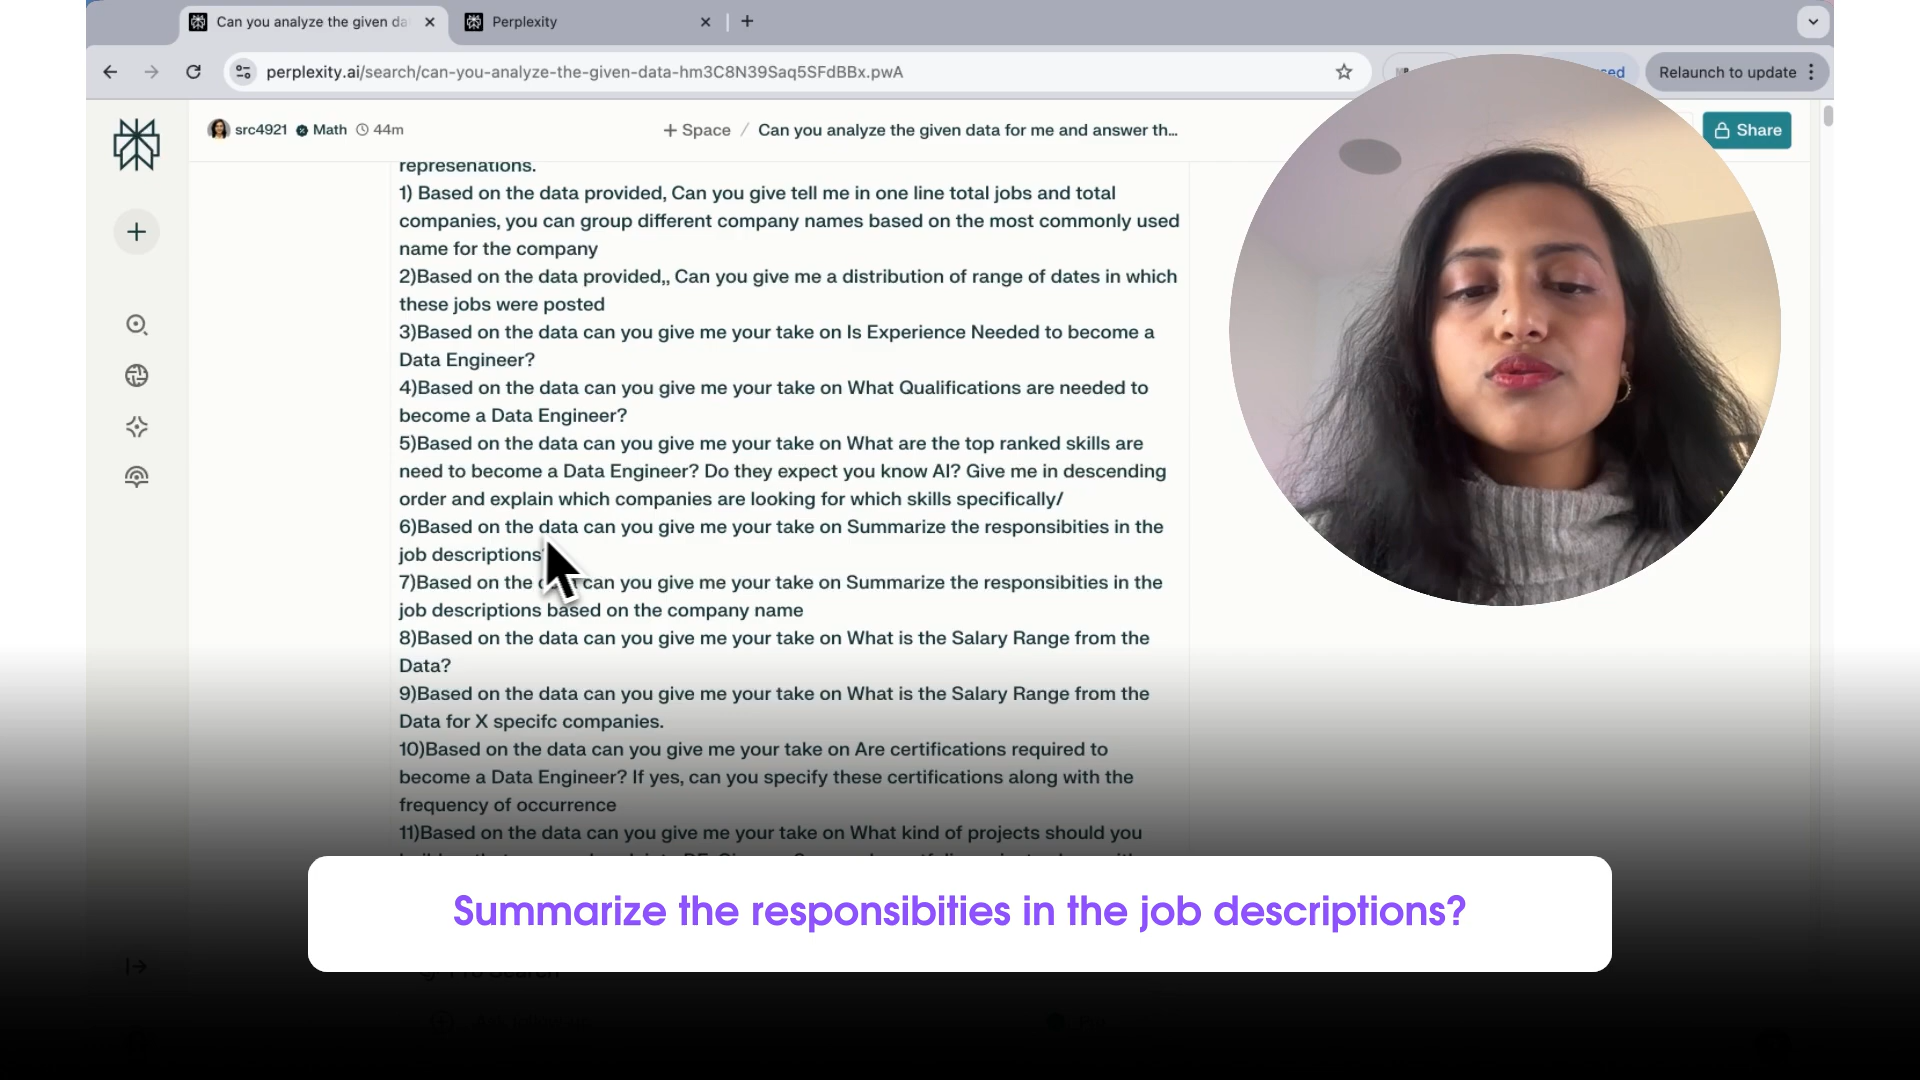 Can you analyze the given da
Perplexity
perplexity.ai/search/can-you-analyze-the-given-data-hm3C8N39Saq5SFdBBx.pwA
Relaunch to update
src4921 Math 44m
+ Space / Can you analyze the given data for me and answer th...
Share
represenations.
1) Based on the data provided, Can you give tell me in one line total jobs and total
companies, you can group different company names based on the most commonly used
name for the company
2)Based on the data provided,, Can you give me a distribution of range of dates in which
these jobs were posted
3)Based on the data can you give me your take on Is Experience Needed to become a
Data Engineer?
4)Based on the data can you give me your take on What Qualifications are needed to
become a Data Engineer?
5)Based on the data can you give me your take on What are the top ranked skills are
need to become a Data Engineer? Do they expect you know AI? Give me in descending
order and explain which companies are looking for which skills specifically/
6)Based on the data can you give me your take on Summarize the responsibities in the
job descriptions
7)Based on the can you give me your take on Summarize the responsibities in the
job descriptions based on the company name
8)Based on the data can you give me your take on What is the Salary Range from the
Data?
9)Based on the data can you give me your take on What is the Salary Range from the
Data for X specifc companies.
10)Based on the data can you give me your take on Are certifications required to
become a Data Engineer? If yes, can you specify these certifications along with the
frequency of occurrence
11)Based on the data can you give me your take on What kind of projects should you
Summarize the responsibities in the job descriptions?